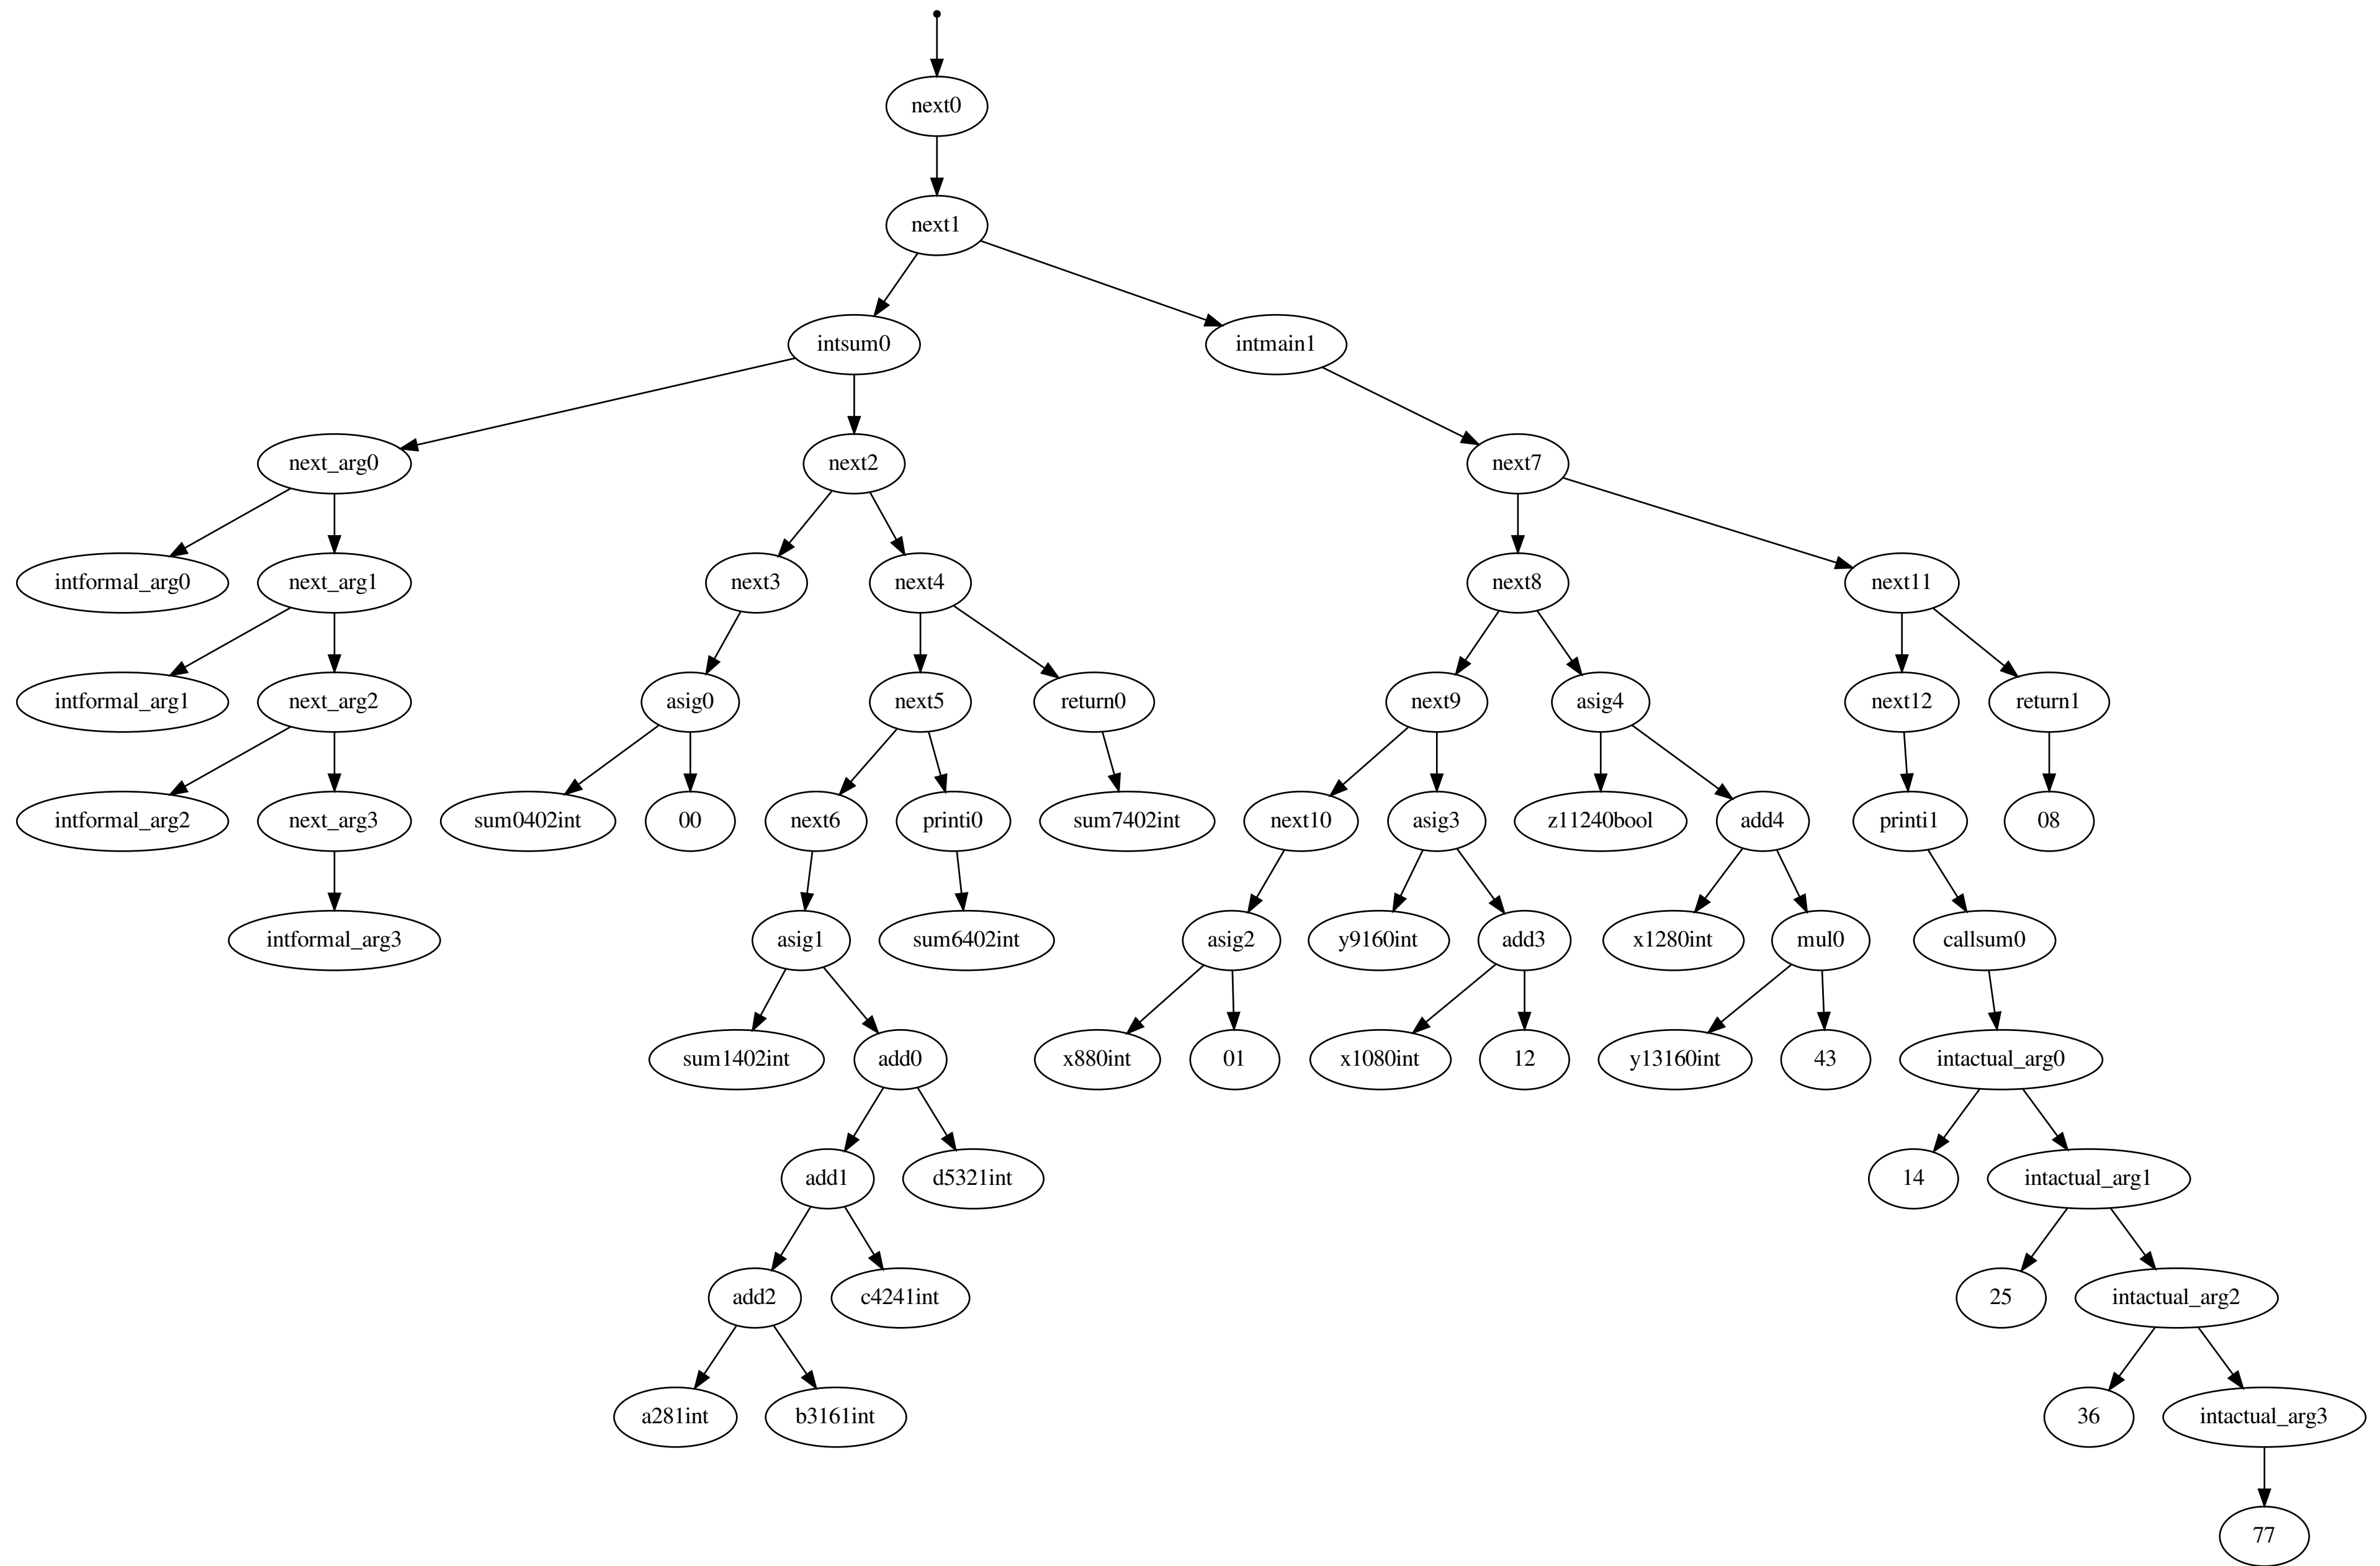 next0
next1
intsum0
intmain1
next_arg0
next2
next7
intformal_arg0
next_arg1
next3
next4
next8
next11
intformal_arg1
next_arg2
asig0
next5
return0
next9
asig4
next12
return1
intformal_arg2
next_arg3
sum0402int
00
next6
printi0
sum7402int
next10
asig3
z11240bool
add4
printi1
08
intformal_arg3
asig1
sum6402int
asig2
y9160int
add3
x1280int
mul0
callsum0
sum1402int
add0
x880int
01
x1080int
12
y13160int
43
intactual_arg0
add1
d5321int
14
intactual_arg1
add2
c4241int
25
intactual_arg2
a281int
b3161int
36
intactual_arg3
77